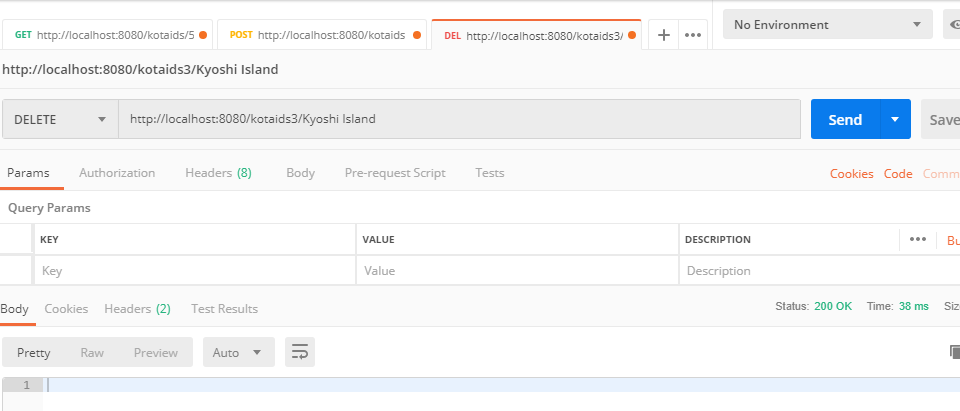 GET http://localhost:8080/kotaids/5 POST http://localhost:8080/kotaids DEL http://localhost:8080/kotaids3/ + ••• No Environment
http://localhost:8080/kotaids3/Kyoshi Island
DELETE http://localhost:8080/kotaids3/Kyoshi Island Send Save
Params Authorization Headers (8) Body Pre-request Script Tests Cookies Code Comm
Query Params
KEY VALUE DESCRIPTION ••• Bu
Key Value Description
Body Cookies Headers (2) Test Results Status: 200 OK Time: 38 ms Siz
Pretty Raw Preview Auto
1